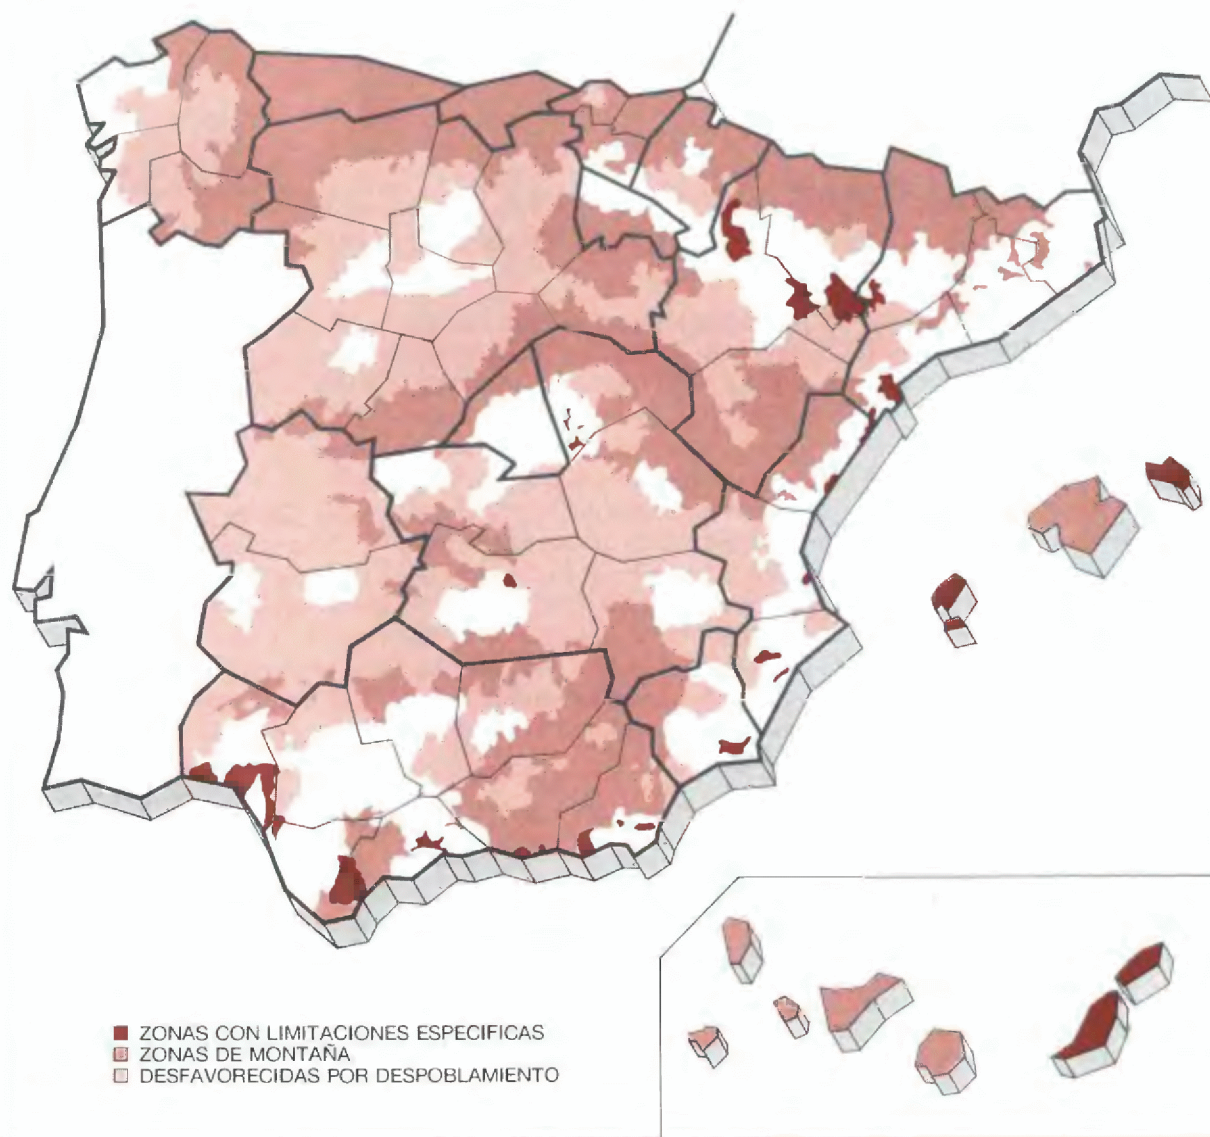 ZONAS CON LIMITACIONES ESPECIFICAS
ZONAS DE MONTAÑA
DESFAVORECIDAS POR DESPOBLAMIENTO